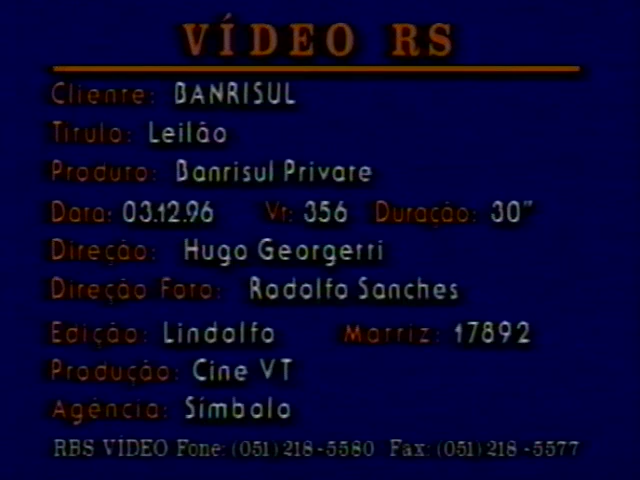 VÍDEO RS
Cliente: BANRISUL
Título: Leilão
Produto: Banrisul Private
Data: 03.12.96 Vt: 356 Duração: 30"
Direção: Hugo Georgetti
Direção Foto: Rodolfo Sanches
Edição: Lindolfo Matriz: 17892
Produção: Cine VT
Agência: Símbolo
RBS VÍDEO Fone: (051) 218-5580 Fax: (051) 218-5577